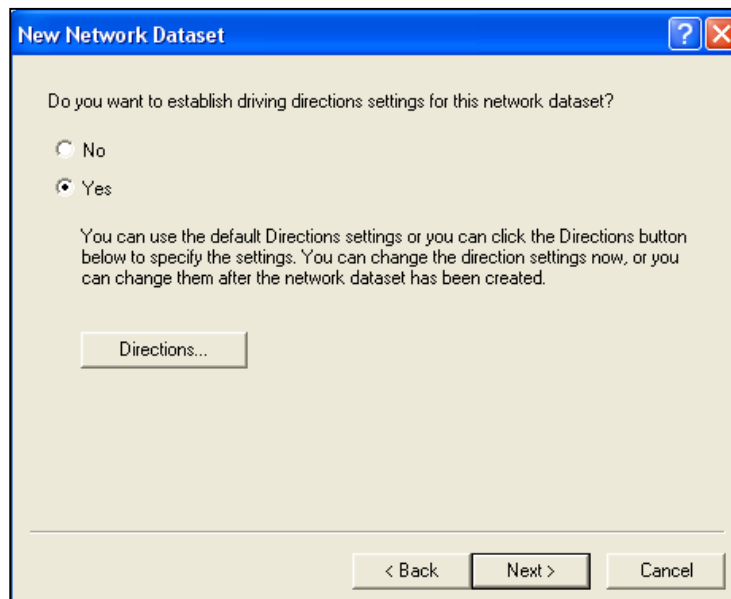 New Network Dataset
Do you want to establish driving directions settings for this network dataset?
No
Yes
You can use the default Directions settings or you can click the Directions button
below to specify the settings. You can change the direction settings now, or you
can change them after the network dataset has been created.
Directions...
< Back
Next >
Cancel